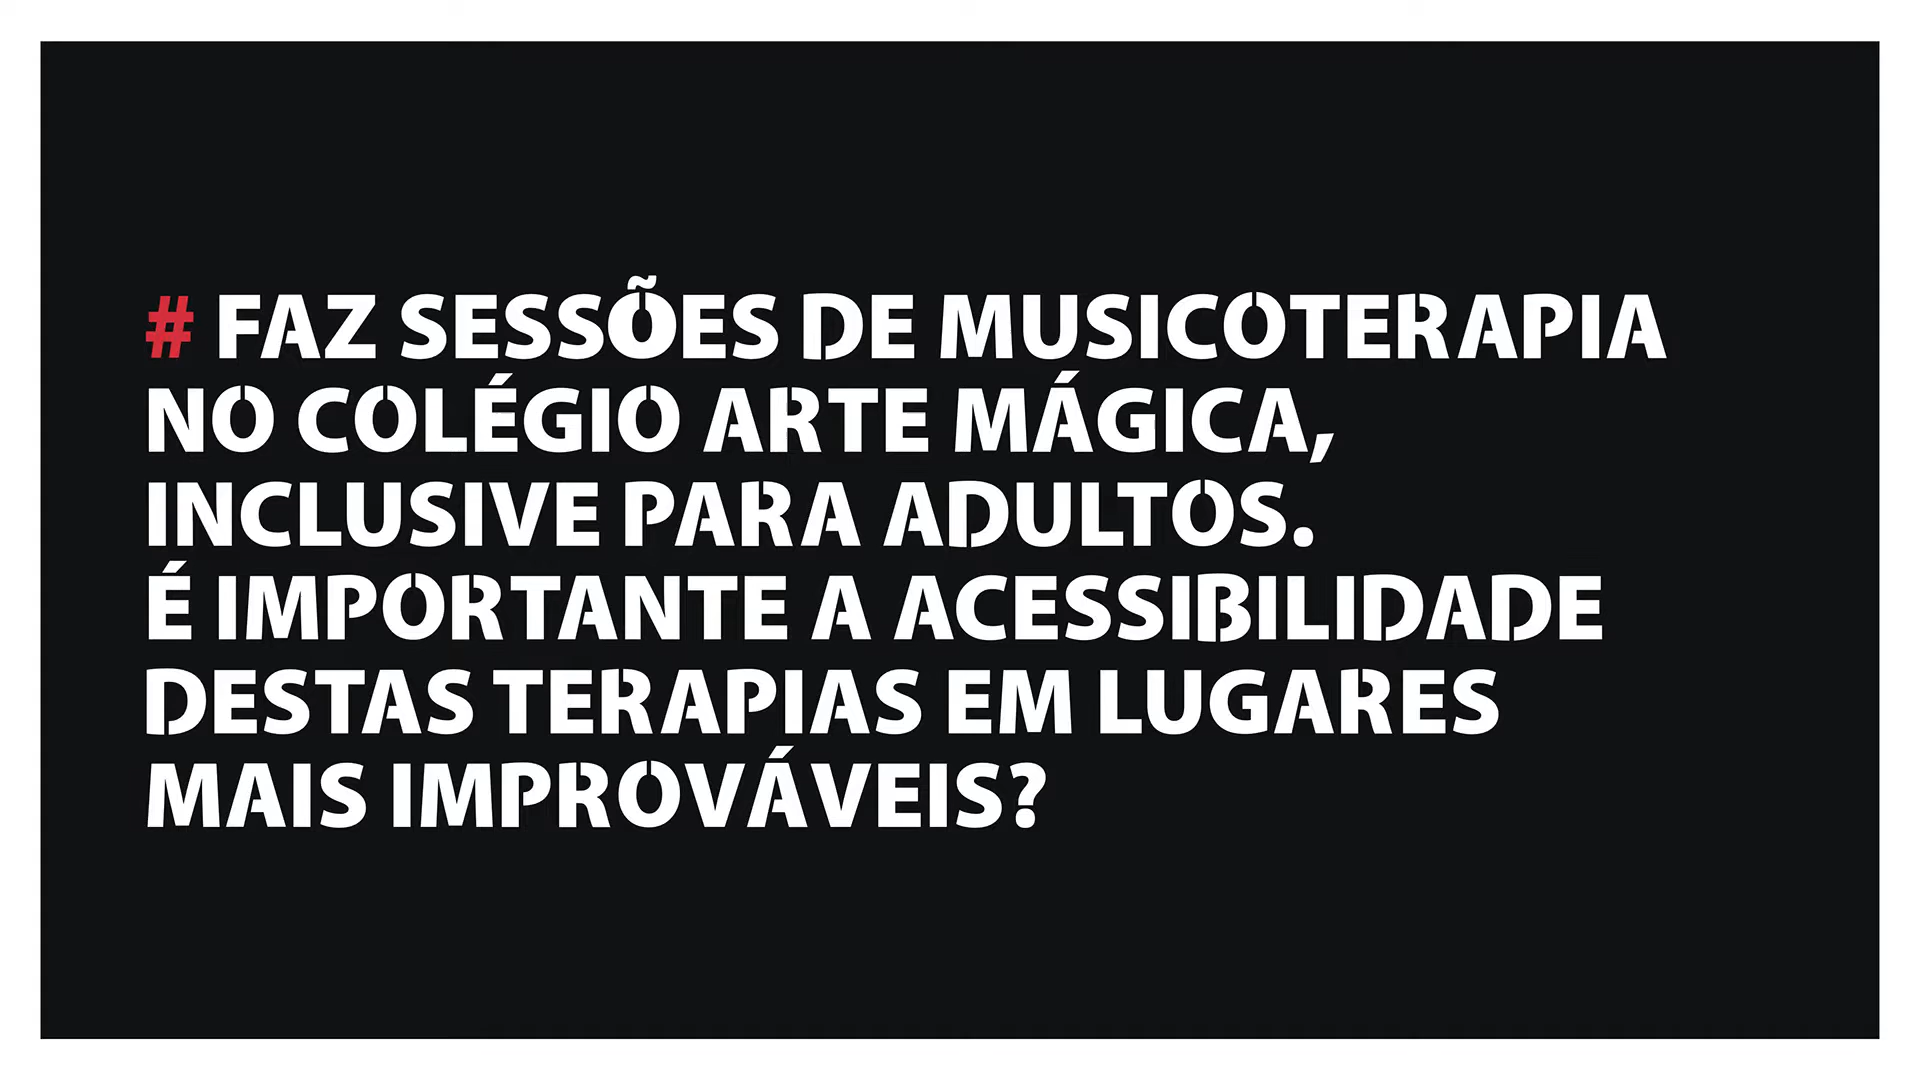 # FAZ SESSÕES DE MUSICOTERAPIA
NO COLÉGIO ARTE MÁGICA,
INCLUSIVE PARA ADULTOS.
É IMPORTANTE A ACESSIBILIDADE
DESTAS TERAPIAS EM LUGARES
MAIS IMPROVÁVEIS?